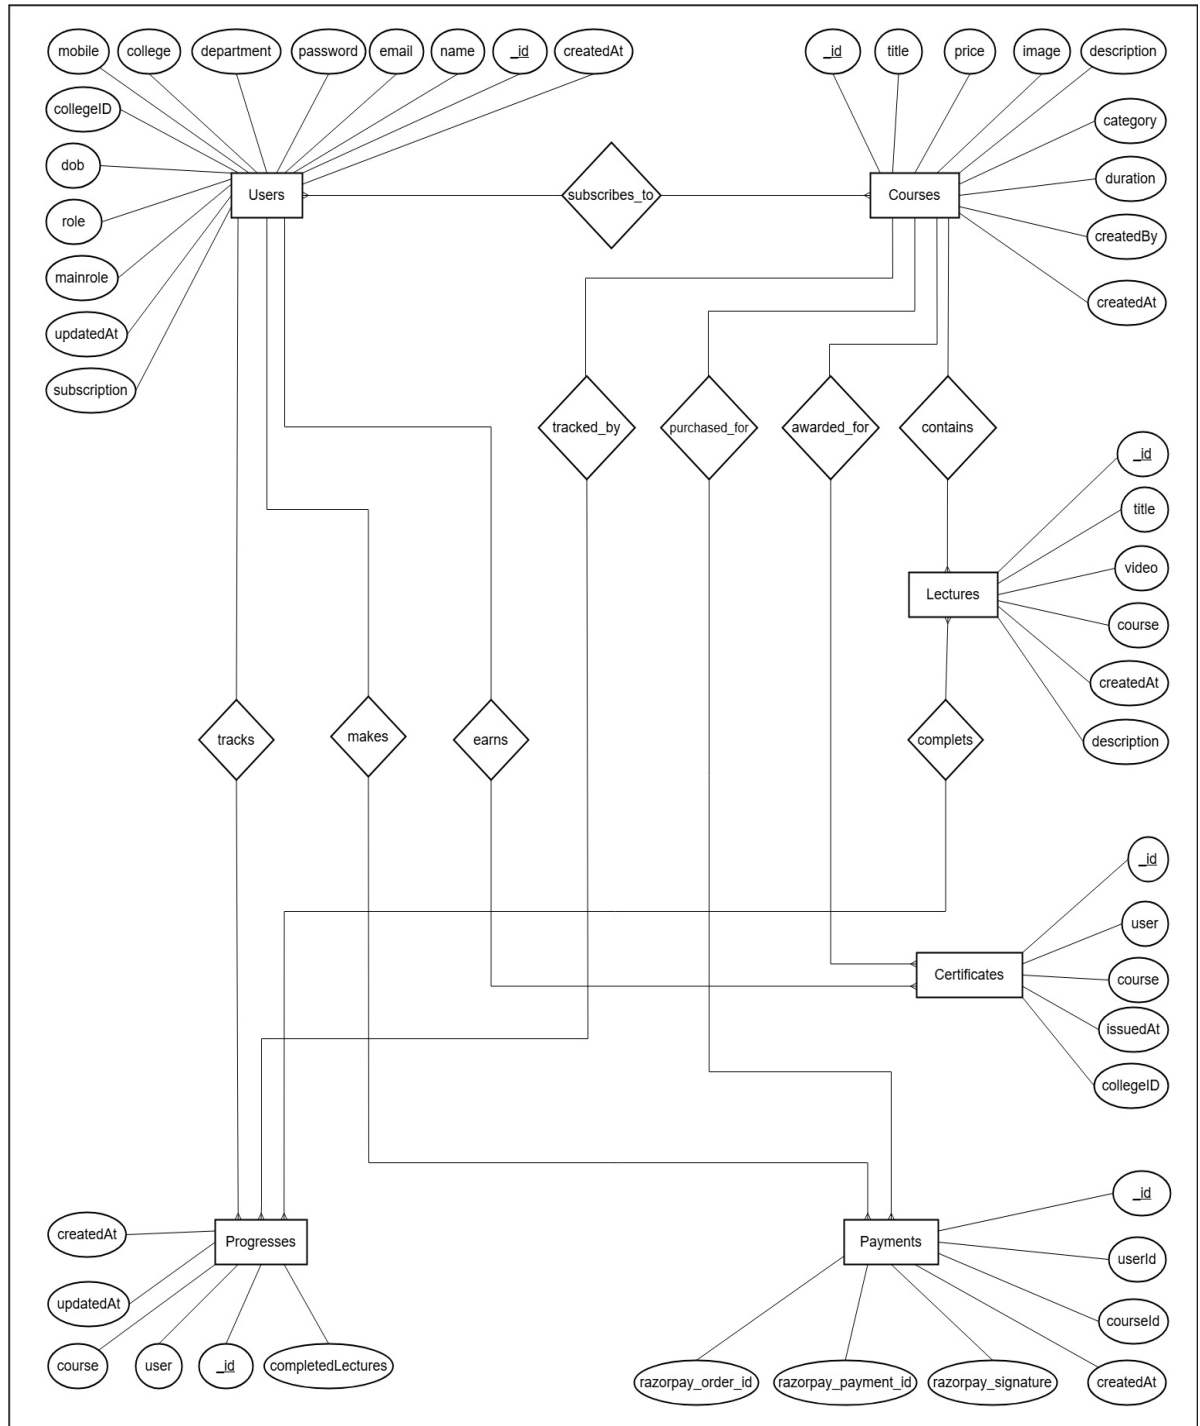 mobile
college
department
password
email
name
_id
createdAt
_id
title
price
image
description
collegeID
category
dob
Users
subscribes_to
Courses
duration
role
createdBy
mainrole
createdAt
updatedAt
subscription
tracked_by
purchased_for
awarded_for
contains
_id
title
video
Lectures
course
createdAt
tracks
makes
earns
complets
description
_id
user
Certificates
course
issuedAt
collegeID
_id
createdAt
Progresses
Payments
userId
updatedAt
courseId
course
user
_id
completedLectures
razorpay_order_id
razorpay_payment_id
razorpay_signature
createdAt